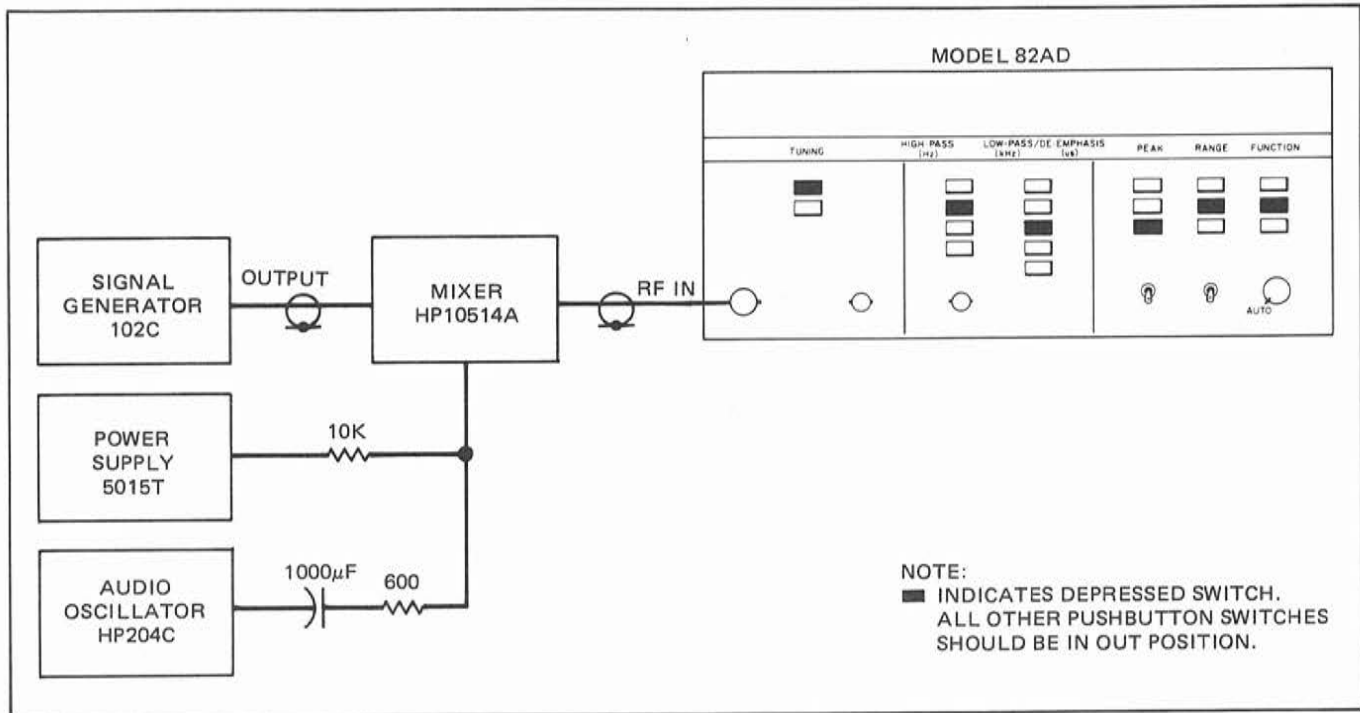 MODEL 82AD
TUNING
HIGH PASS
(Hz)
LOW-PASS/DE EMPHASIS
(kHz) (us)
PEAK
RANGE
FUNCTION
AUTO
SIGNAL
GENERATOR
102C
OUTPUT
MIXER
HP10514A
RF IN
POWER
SUPPLY
5015T
10K
AUDIO
OSCILLATOR
HP204C
1000µF
600
NOTE:
INDICATES DEPRESSED SWITCH.
ALL OTHER PUSHBUTTON SWITCHES
SHOULD BE IN OUT POSITION.